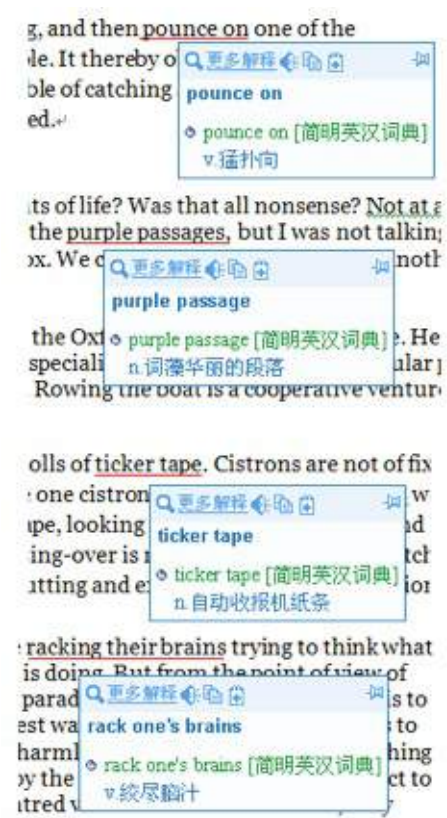 g, and then pounce on one of the
le. It thereby o
更多解释
ble of catching
pounce on
ed.
pounce on [简明英汉词典]
v.猛扑向
its of life? Was that all nonsense? Not at a
the purple passages, but I was not talkin
ox. We c
更多解释
noth
purple passage
the Oxf
purple passage [简明英汉词典]
e. He
speciali
n.词藻华丽的段落
ular
Rowing the boat is a cooperative ventur
olls of ticker tape. Cistrons are not of fix
one cistron
更多解释
w
ape, looking
nd
ticker tape
ing-over is
tch
ticker tape [简明英汉词典]
utting and e
ion
n.自动收报机纸条
racking their brains trying to think what
is doing. But from the point of view of
parad
更多解释
s to
est wa
rack one's brains
to
harml
hing
rack one's brains [简明英汉词典]
by the
ct to
v.绞尽脑汁
tred